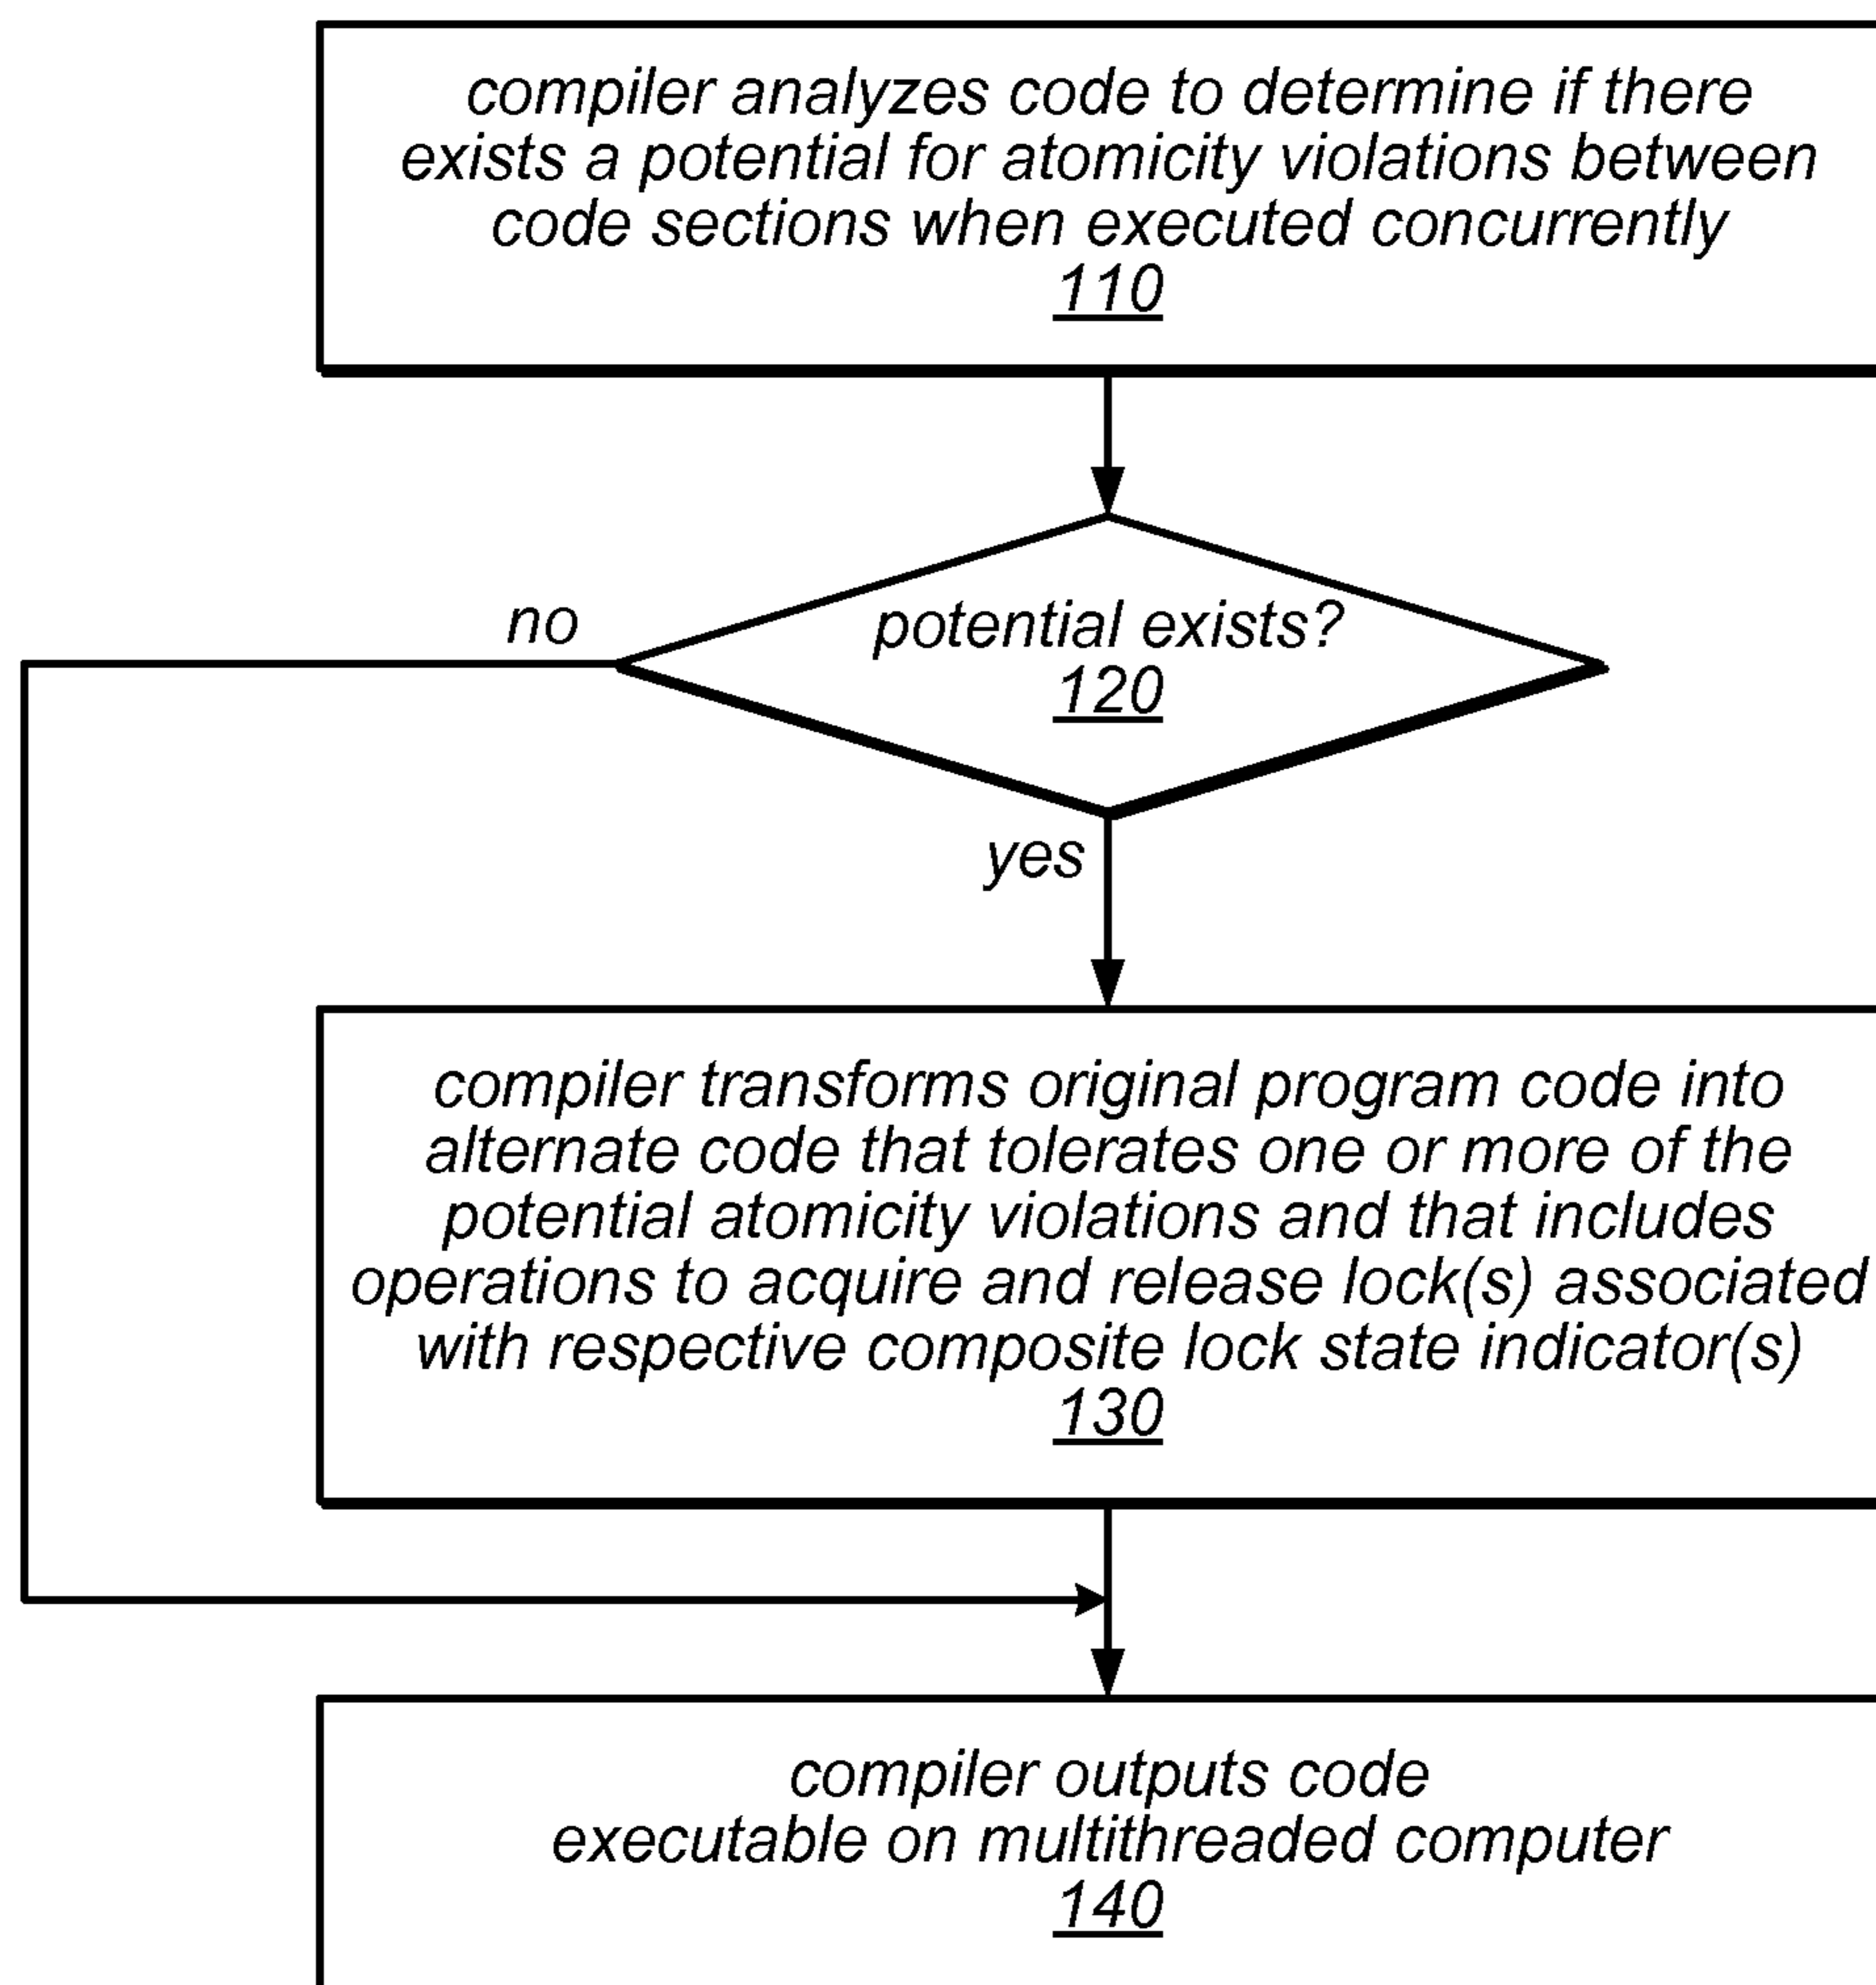 compiler analyzes code to determine if there
exists a potential for atomicity violations between
code sections when executed concurrently
110
no
potential exists?
120
yes
compiler transforms original program code into
alternate code that tolerates one or more of the
potential atomicity violations and that includes
operations to acquire and release lock(s) associated
with respective composite lock state indicator(s)
130
compiler outputs code
executable on multithreaded computer
140